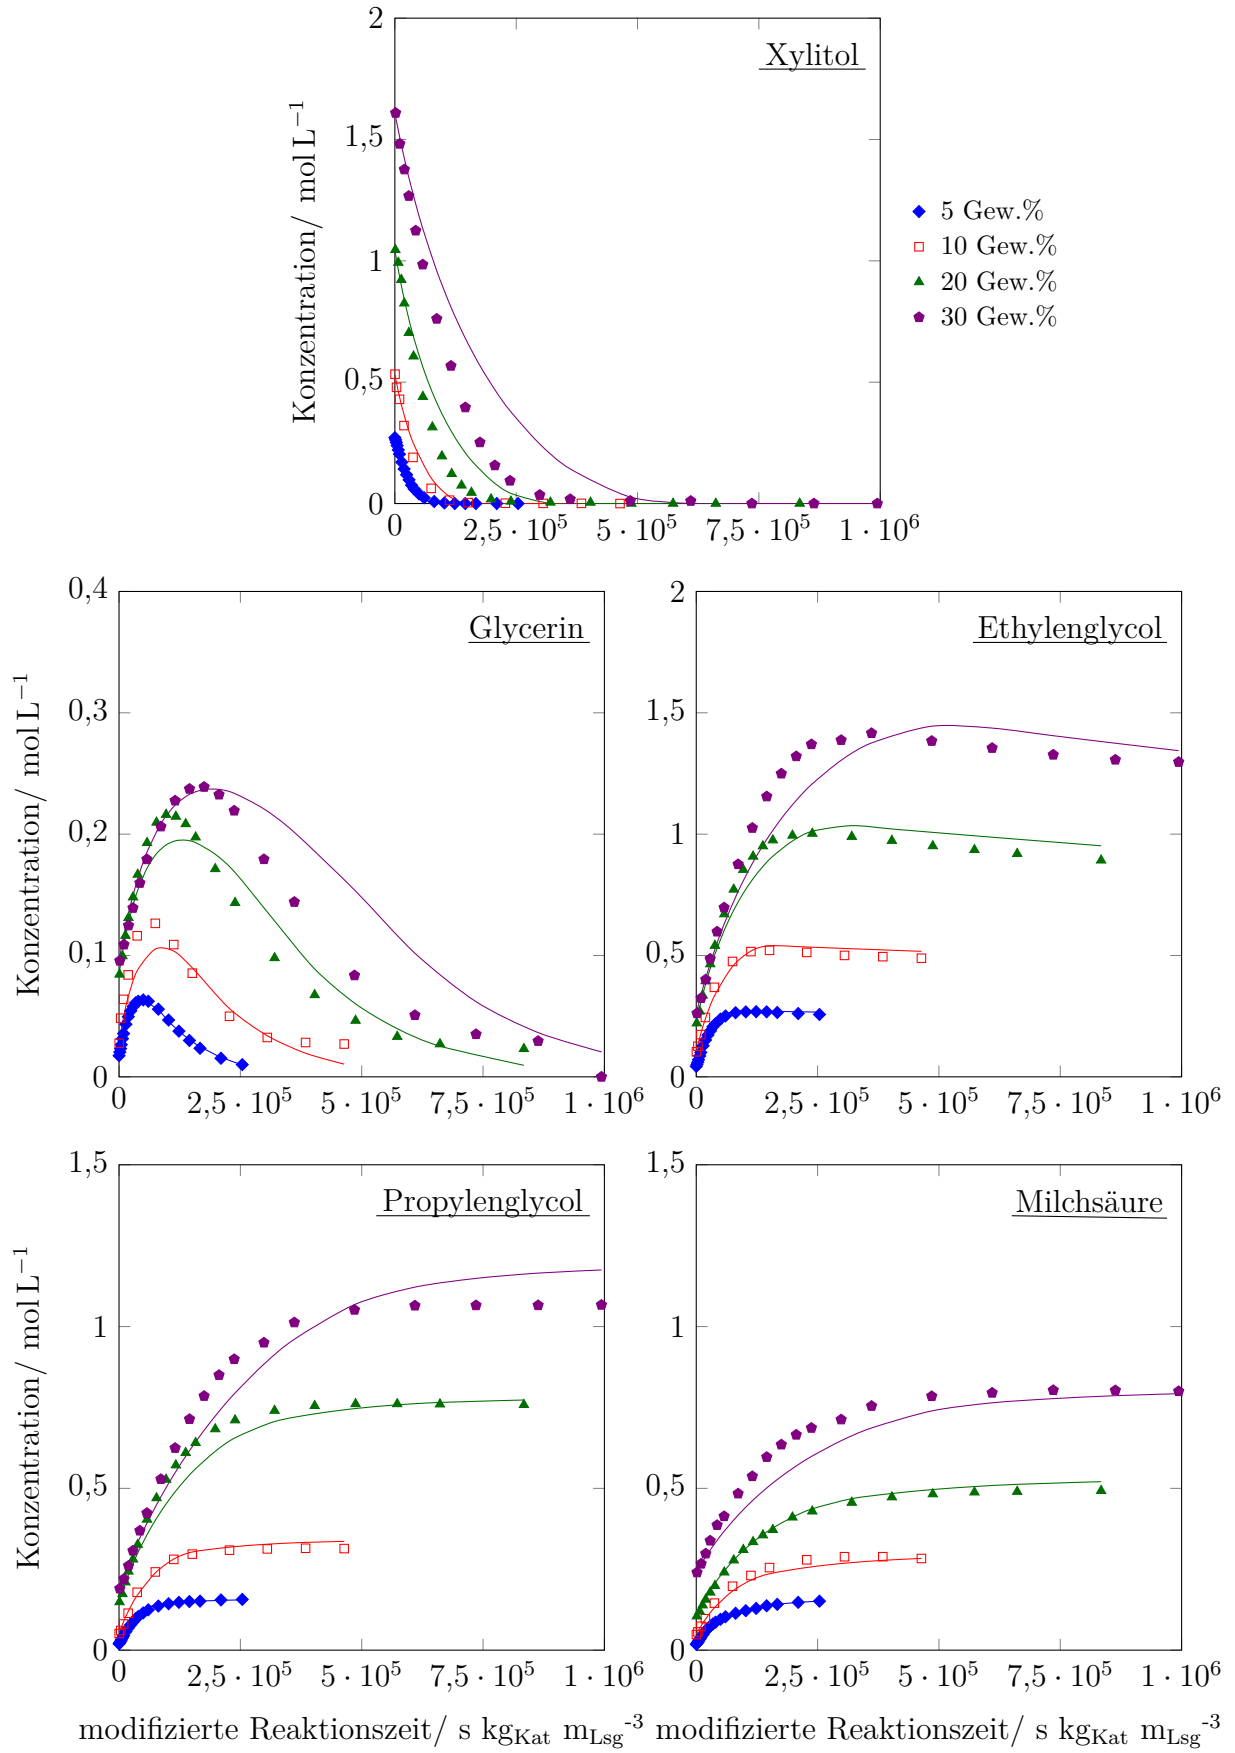 2
Xylitol
1,5
1
0,5
0
Konzentration/ mol L⁻¹
0 2,5 · 10⁵ 5 · 10⁵ 7,5 · 10⁵ 1 · 10⁶
5 Gew.%
10 Gew.%
20 Gew.%
30 Gew.%
0,4
Glycerin
0,3
0,2
0,1
0
Konzentration/ mol L⁻¹
0 2,5 · 10⁵ 5 · 10⁵ 7,5 · 10⁵ 1 · 10⁶
2
Ethylenglycol
1,5
1
0,5
0
0 2,5 · 10⁵ 5 · 10⁵ 7,5 · 10⁵ 1 · 10⁶
1,5
Propylenglycol
1
0,5
0
Konzentration/ mol L⁻¹
0 2,5 · 10⁵ 5 · 10⁵ 7,5 · 10⁵ 1 · 10⁶
modifizierte Reaktionszeit/ s kg_Kat m_Lsg⁻³
1,5
Milchsäure
1
0,5
0
0 2,5 · 10⁵ 5 · 10⁵ 7,5 · 10⁵ 1 · 10⁶
modifizierte Reaktionszeit/ s kg_Kat m_Lsg⁻³